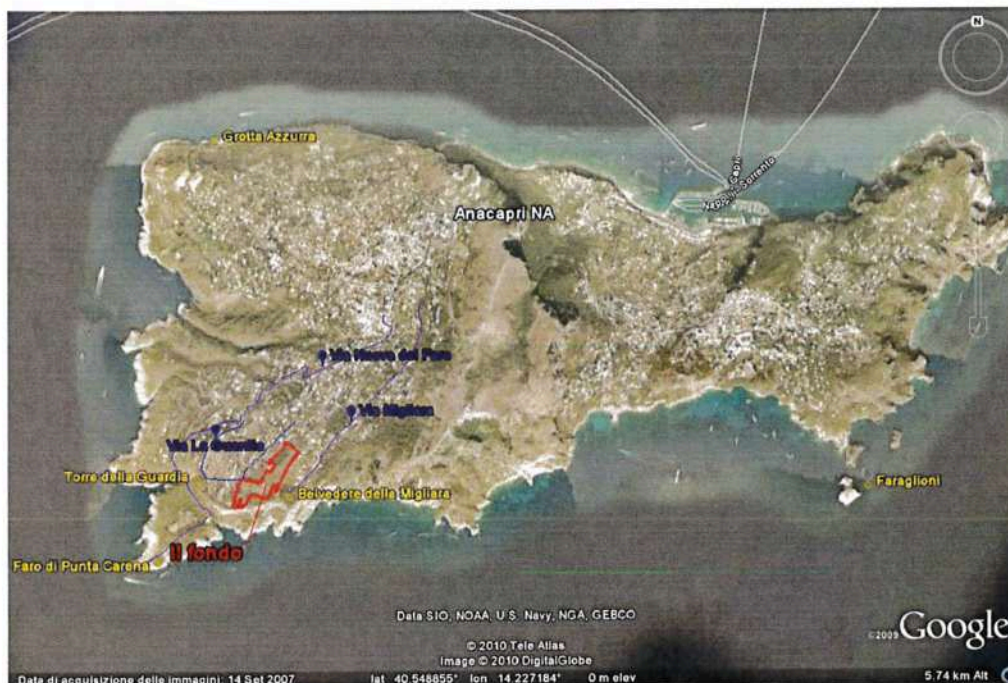 N
Grotta Azzurra
Capri
Sorrento
Anacapri NA
Via Nuova del Faro
Via Migliara
Via La Guardia
Torre della Guardia
Belvedere della Migliara
Faraglioni
Il fondo
Faro di Punta Carena
Data SIO, NOAA, U.S. Navy, NGA, GEBCO
© 2010 Tele Atlas
Image © 2010 DigitalGlobe
©2009 Google
Data di acquisizione delle immagini: 14 Set 2007 lat 40.548855° lon 14.227184° 0 m elev 5.74 km Alt